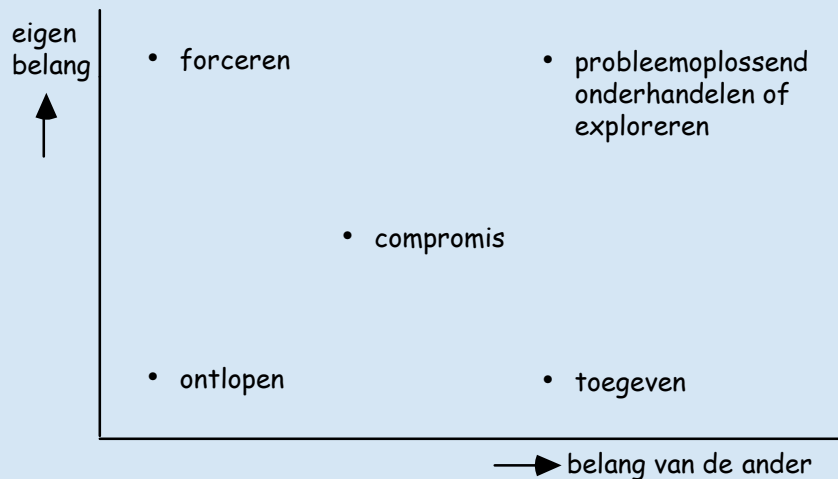 eigen
belang
• forceren
• probleemoplossend
onderhandelen of
exploreren
• compromis
• ontlopen
• toegeven
belang van de ander